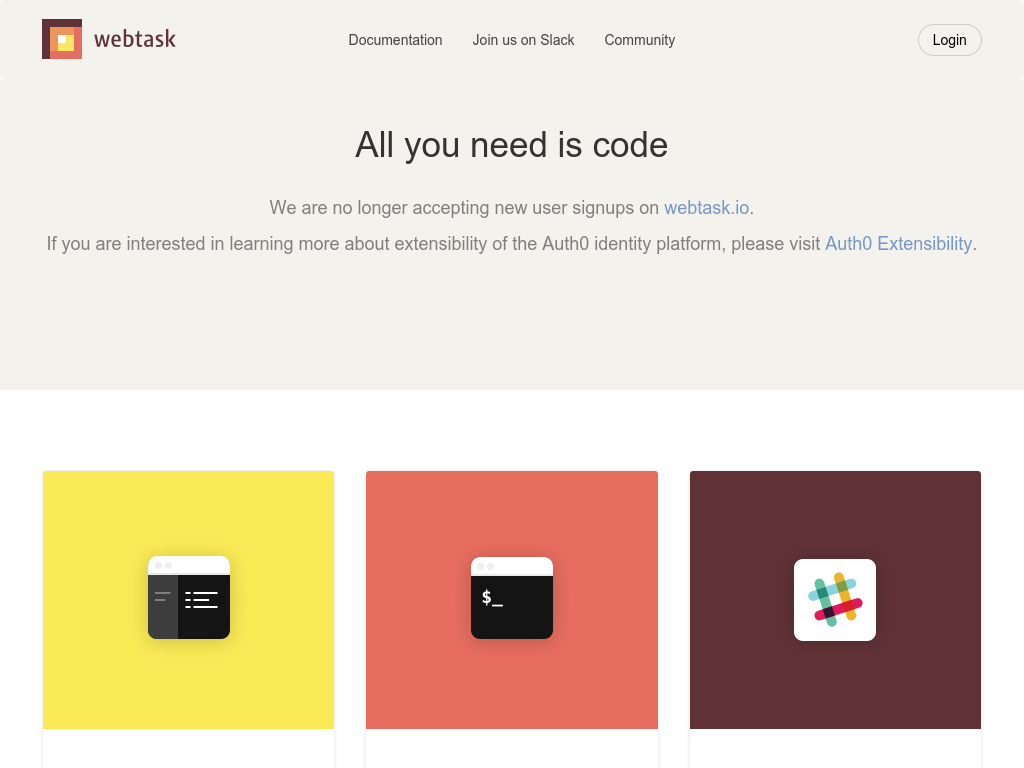 webtask
Documentation
Join us on Slack
Community
Login
All you need is code
We are no longer accepting new user signups on webtask.io.
If you are interested in learning more about extensibility of the Auth0 identity platform, please visit Auth0 Extensibility.
$_